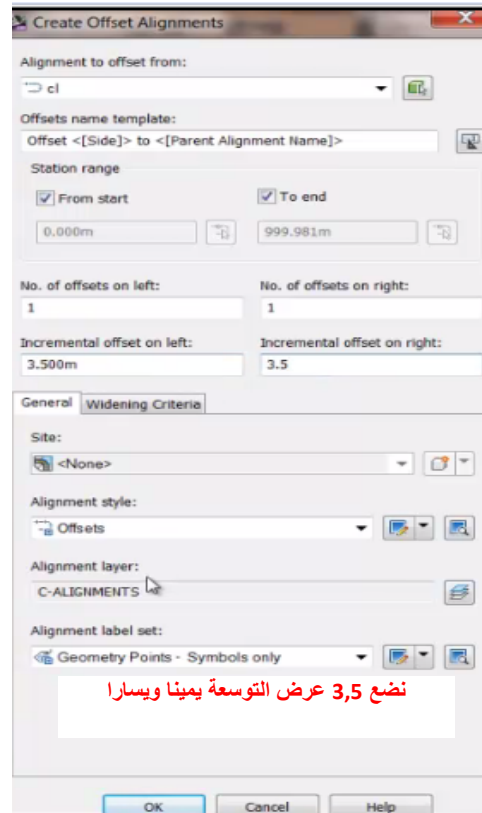 Create Offset Alignments
Alignment to offset from:
cl
Offsets name template:
Offset <[Side]> to <[Parent Alignment Name]>
Station range
From start To end
0.000m 999.981m
No. of offsets on left: No. of offsets on right:
1 1
Incremental offset on left: Incremental offset on right:
3.500m 3.5
General Widening Criteria
Site:
<None>
Alignment style:
Offsets
Alignment layer:
C-ALIGNMENTS
Alignment label set:
Geometry Points - Symbols only
نضع 3,5 عرض التوسعة يمينا ويسارا
OK Cancel Help